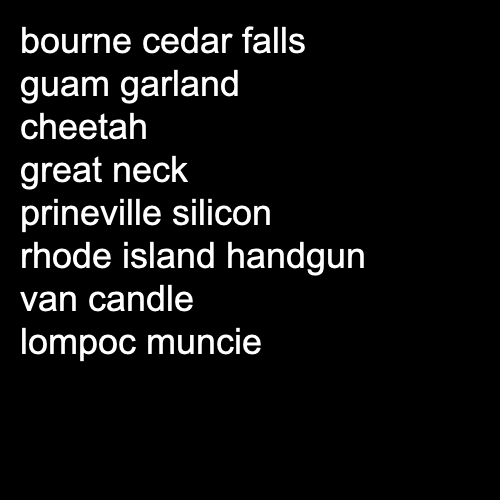 bourne cedar falls
guam garland
cheetah
great neck
prineville silicon
rhode island handgun
van candle
lompoc muncie